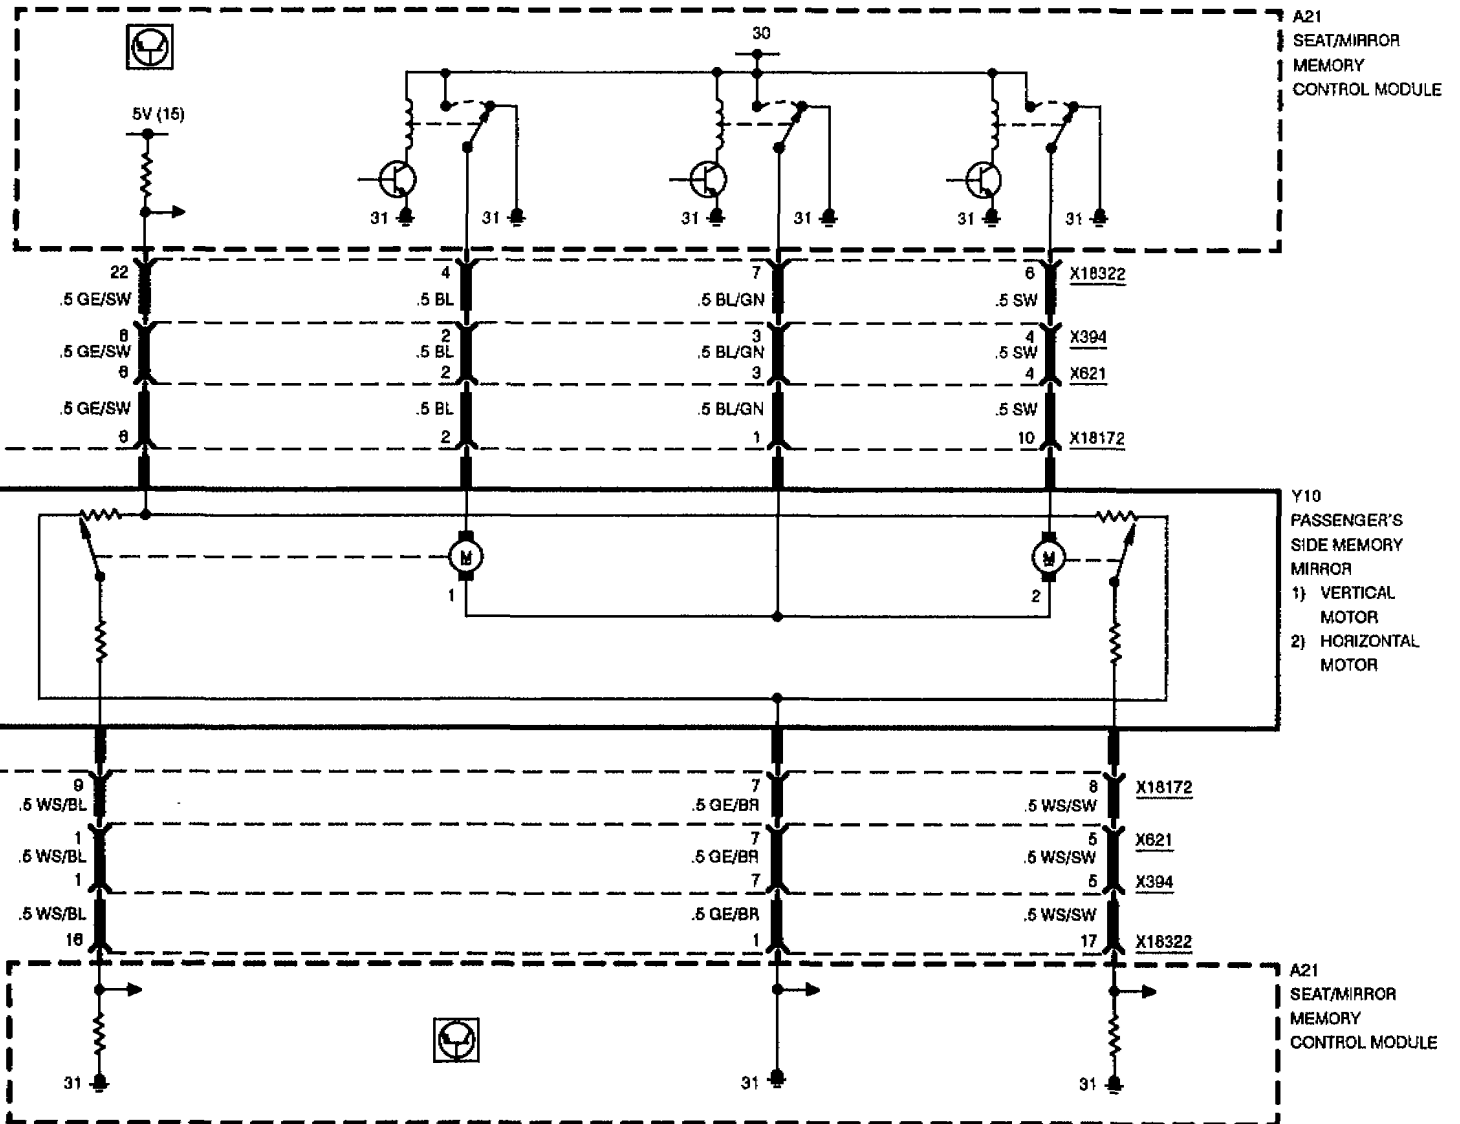 A21
SEAT/MIRROR
MEMORY
CONTROL MODULE
30
5V (15)
31 31 31 31 31 31
22 4 7 6 X18322
.5 GE/SW .5 BL .5 BL/GN .5 SW
8 2 3 4 X394
.5 GE/SW .5 BL .5 BL/GN .5 SW
8 2 3 4 X621
.5 GE/SW .5 BL .5 BL/GN .5 SW
6 2 1 10 X18172
Y10
PASSENGER'S
SIDE MEMORY
MIRROR
1) VERTICAL
MOTOR
2) HORIZONTAL
MOTOR
M M
1 2
9 7 8 X18172
.5 WS/BL .5 GE/BR .5 WS/SW
1 7 5 X621
.5 WS/BL .5 GE/BR .5 WS/SW
1 7 5 X394
.5 WS/BL .5 GE/BR .5 WS/SW
16 1 17 X18322
A21
SEAT/MIRROR
MEMORY
CONTROL MODULE
31 31 31